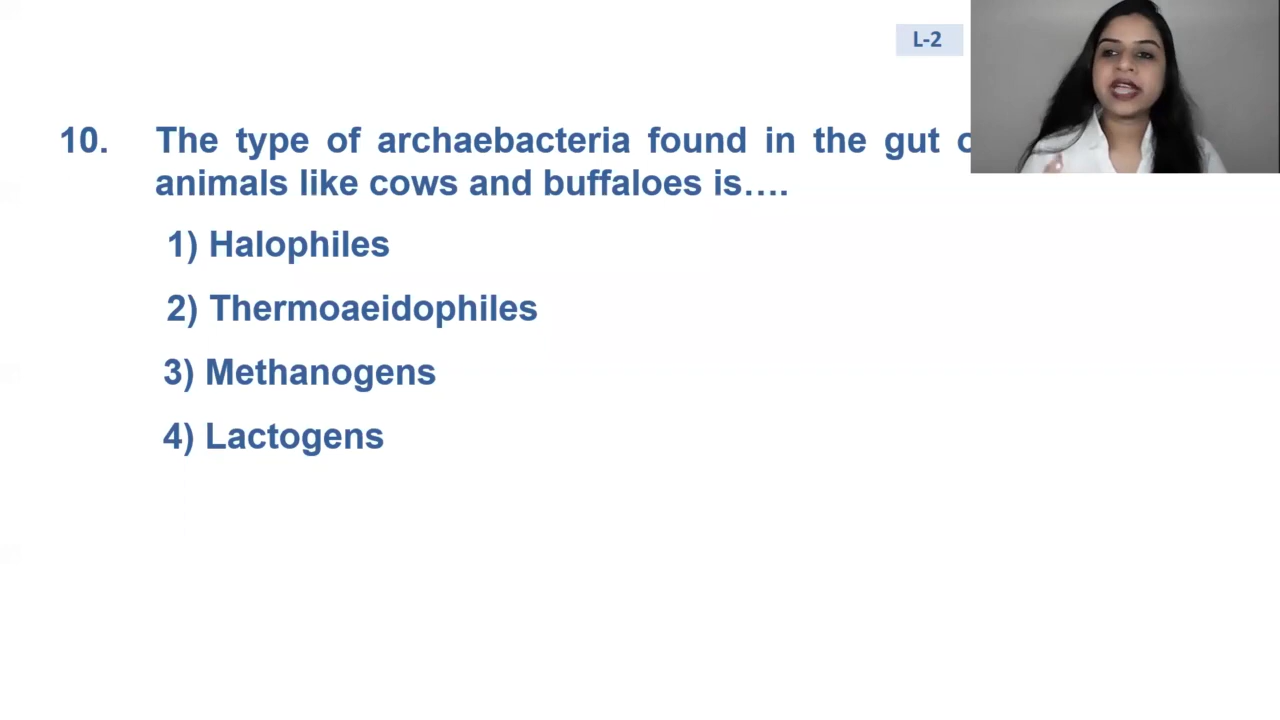 L-2
10. The type of archaebacteria found in the gut
animals like cows and buffaloes is....
1) Halophiles
2) Thermoaeidophiles
3) Methanogens
4) Lactogens